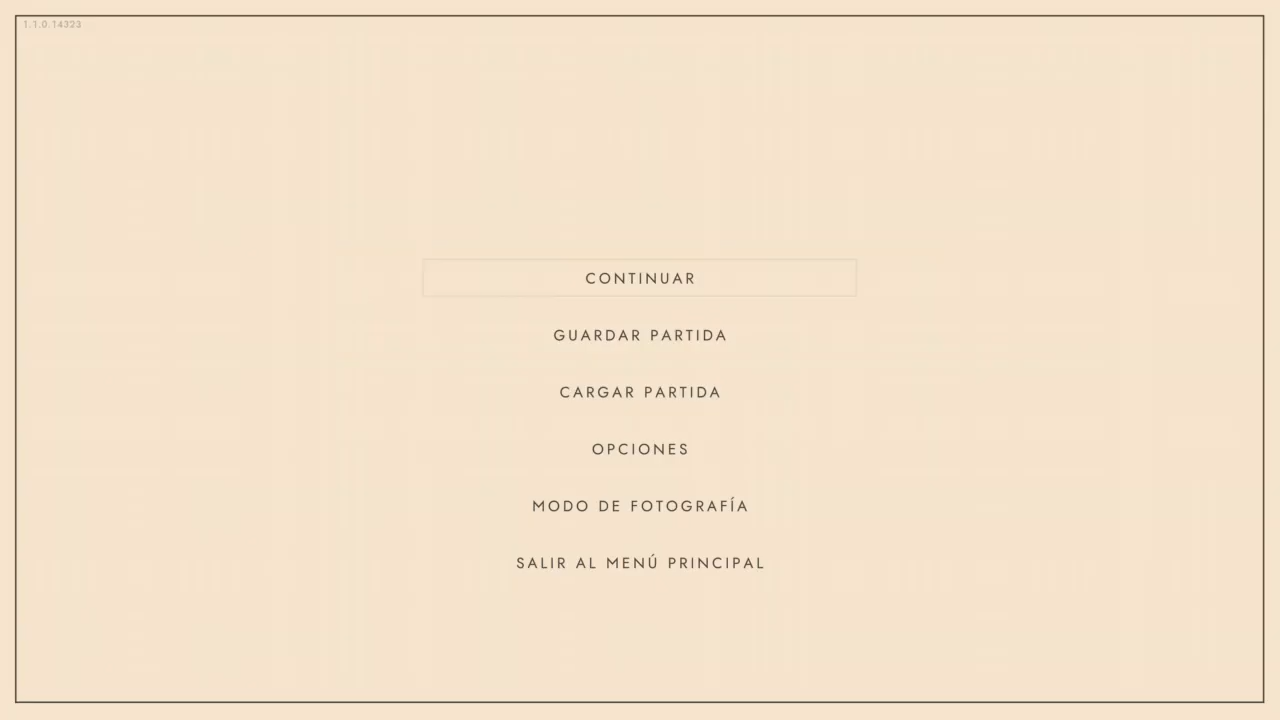 1.1.0.14323
CONTINUAR
GUARDAR PARTIDA
CARGAR PARTIDA
OPCIONES
MODO DE FOTOGRAFÍA
SALIR AL MENÚ PRINCIPAL